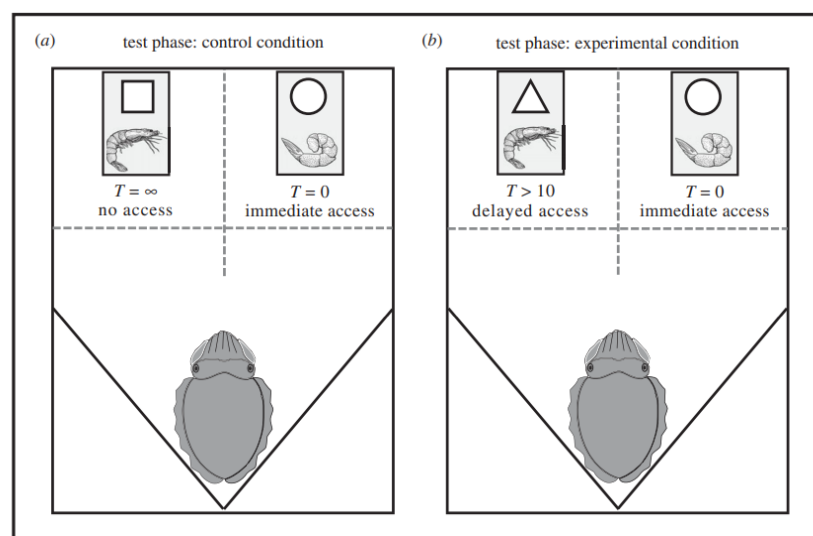 (a) test phase: control condition
T = ∞
no access
T = 0
immediate access
(b) test phase: experimental condition
T > 10
delayed access
T = 0
immediate access